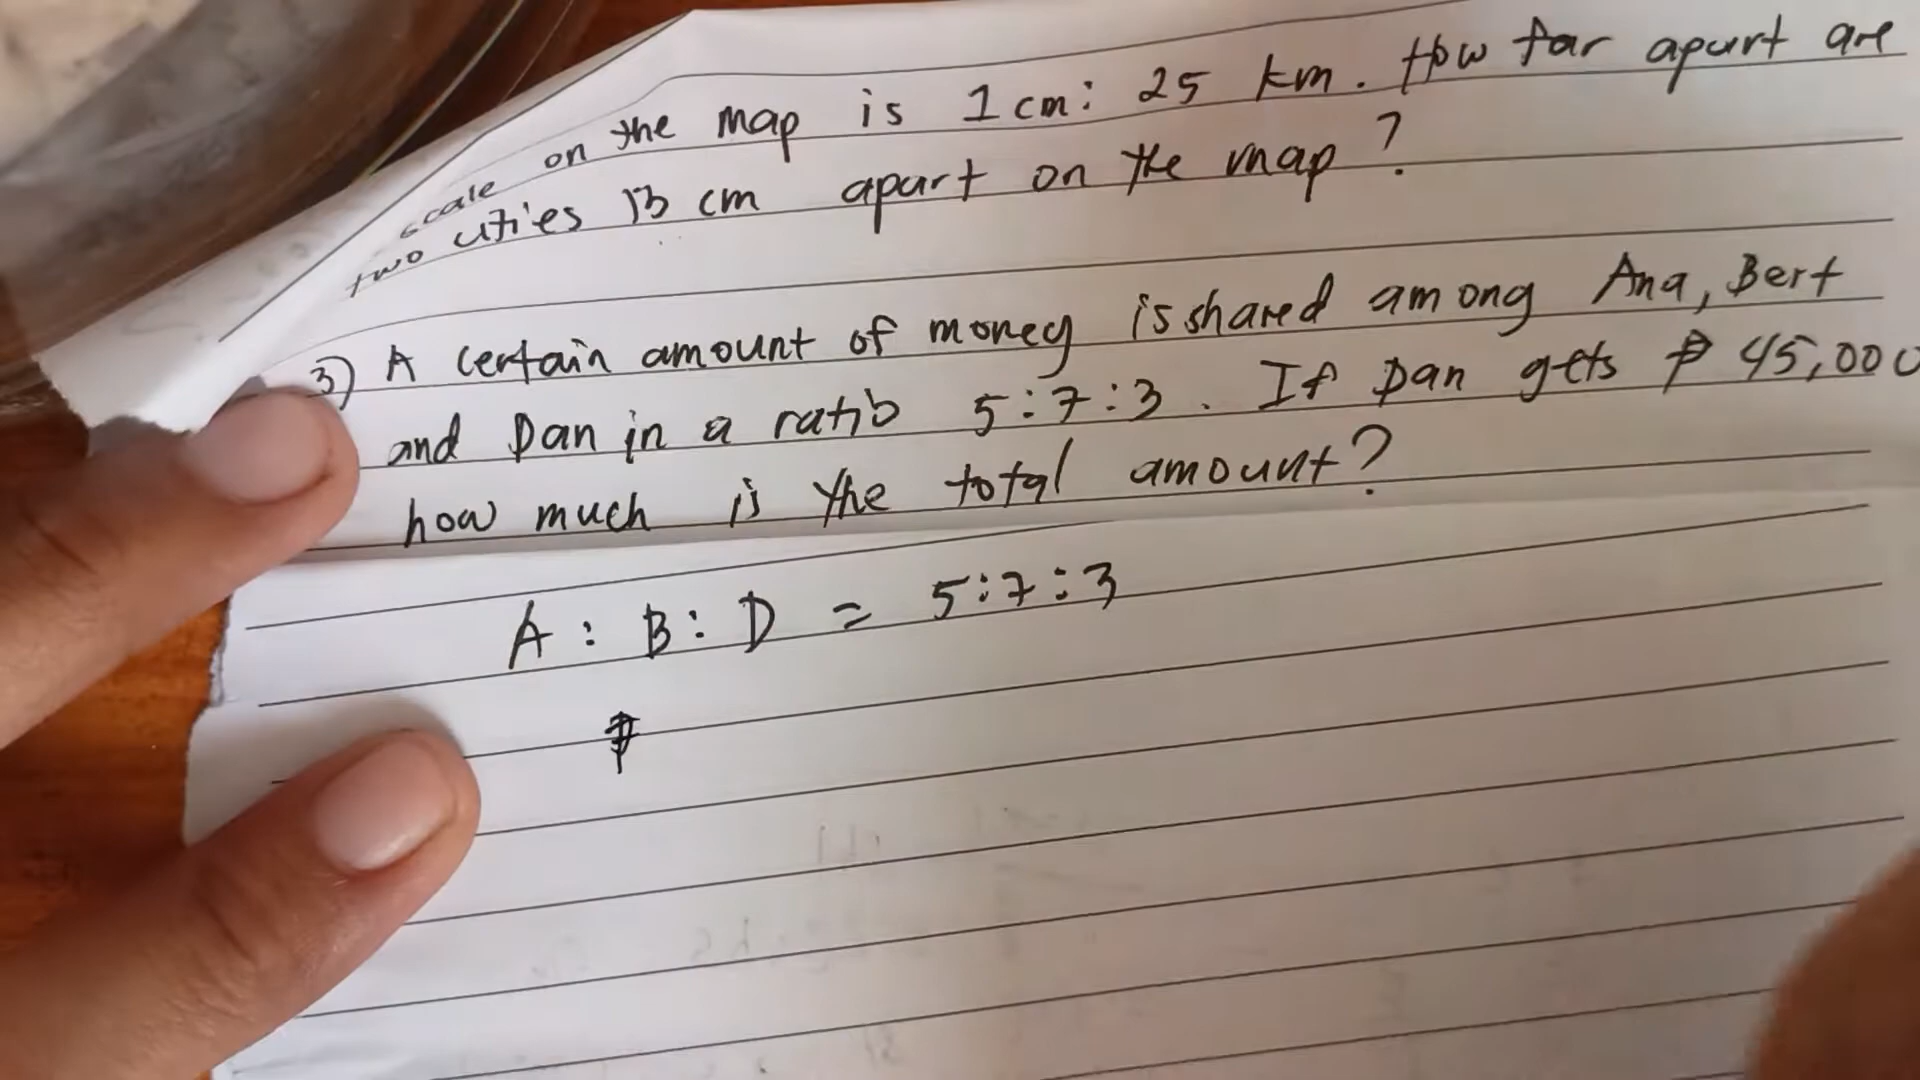 scale on the map is 1cm: 25 km. How far apart are
two cities 13 cm apart on the map?
3) A certain amount of money is shared among Ana, Bert
and Dan in a ratio 5:7:3. If Dan gets ₱ 45,000
how much is the total amount?
A : B : D = 5:7:3
₱